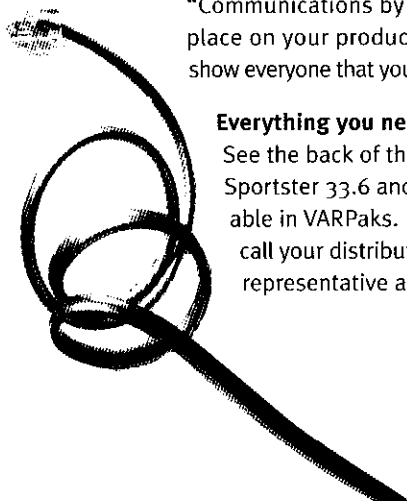 "Communications by
place on your produc
show everyone that you
Everything you ne
See the back of th
Sportster 33.6 and
able in VARPaks.
call your distribut
representative a